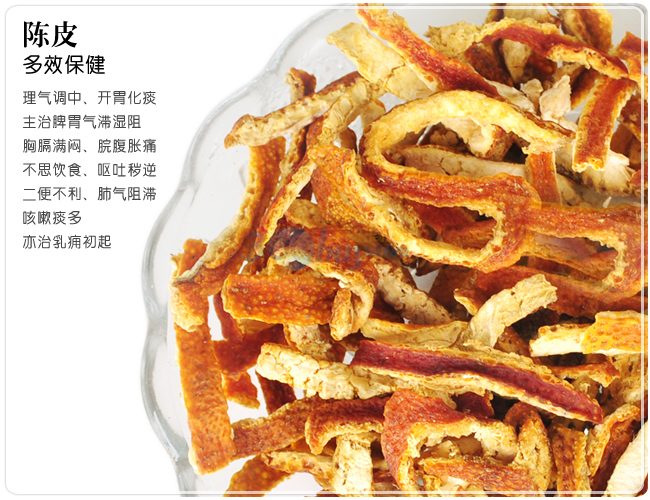 陈皮
多效保健
理气调中、开胃化痰
主治脾胃气滞湿阻
胸膈满闷、脘腹胀痛
不思饮食、呕吐秽逆
二便不利、肺气阻滞
咳嗽痰多
亦治乳痈初起